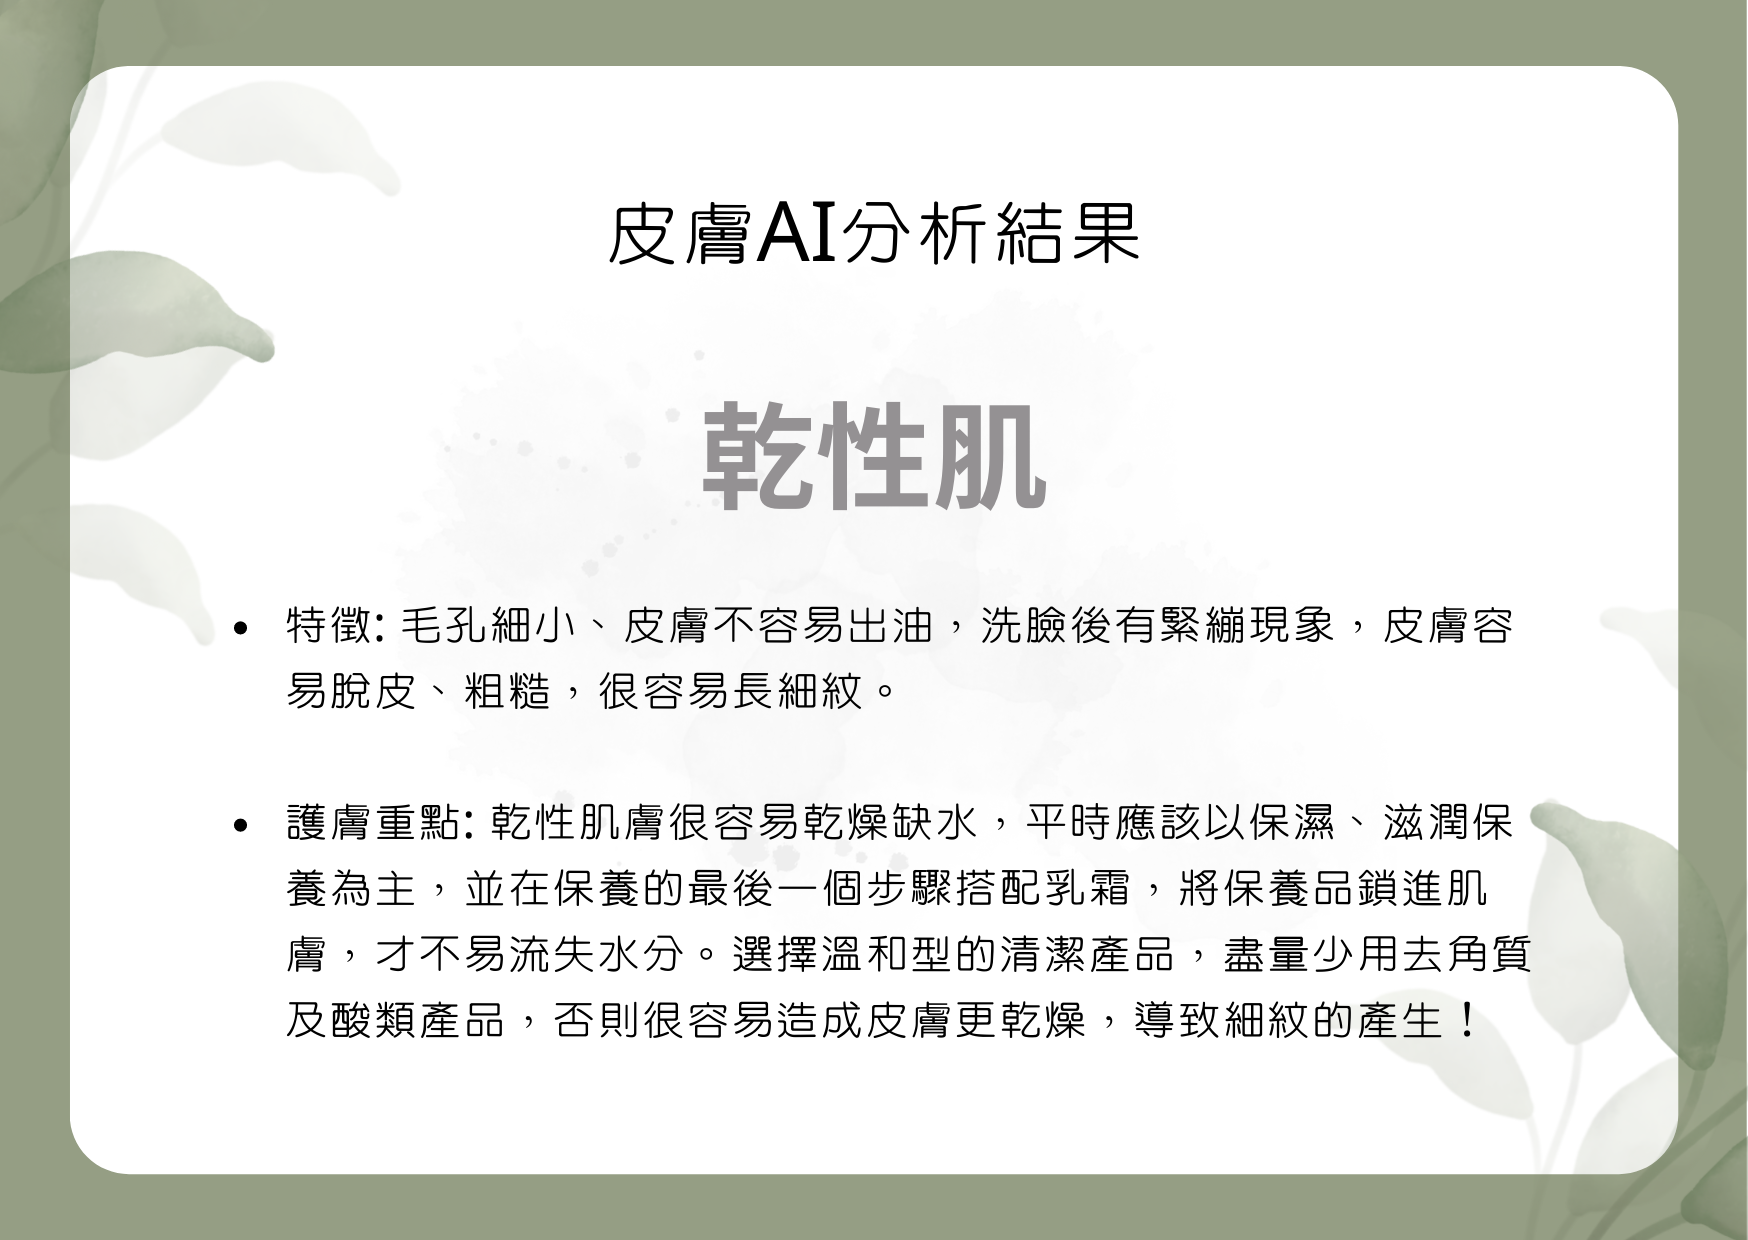 皮膚AI分析結果
乾性肌
• 特徵: 毛孔細小、皮膚不容易出油，洗臉後有緊繃現象，皮膚容
易脫皮、粗糙，很容易長細紋。
• 護膚重點: 乾性肌膚很容易乾燥缺水，平時應該以保濕、滋潤保
養為主，並在保養的最後一個步驟搭配乳霜，將保養品鎖進肌
膚，才不易流失水分。選擇溫和型的清潔產品，盡量少用去角質
及酸類產品，否則很容易造成皮膚更乾燥，導致細紋的產生！